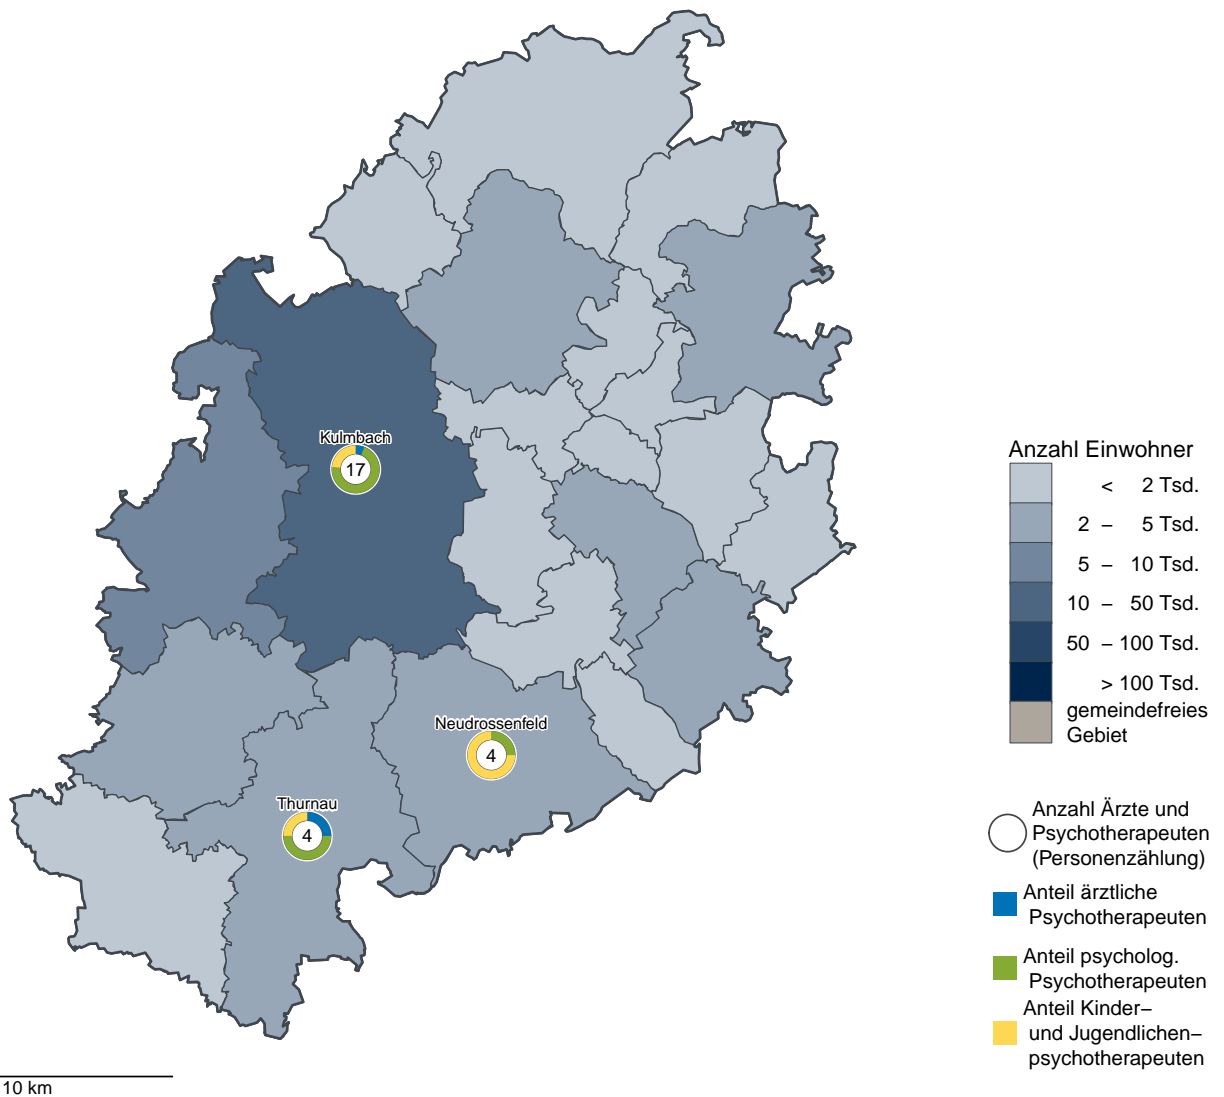 Kulmbach
17
Neudrossenfeld
4
Thurnau
4
Anzahl Einwohner
< 2 Tsd.
2 – 5 Tsd.
5 – 10 Tsd.
10 – 50 Tsd.
50 – 100 Tsd.
> 100 Tsd.
gemeindefreies
Gebiet
Anzahl Ärzte und
Psychotherapeuten
(Personenzählung)
Anteil ärztliche
Psychotherapeuten
Anteil psycholog.
Psychotherapeuten
Anteil Kinder–
und Jugendlichen–
psychotherapeuten
10 km